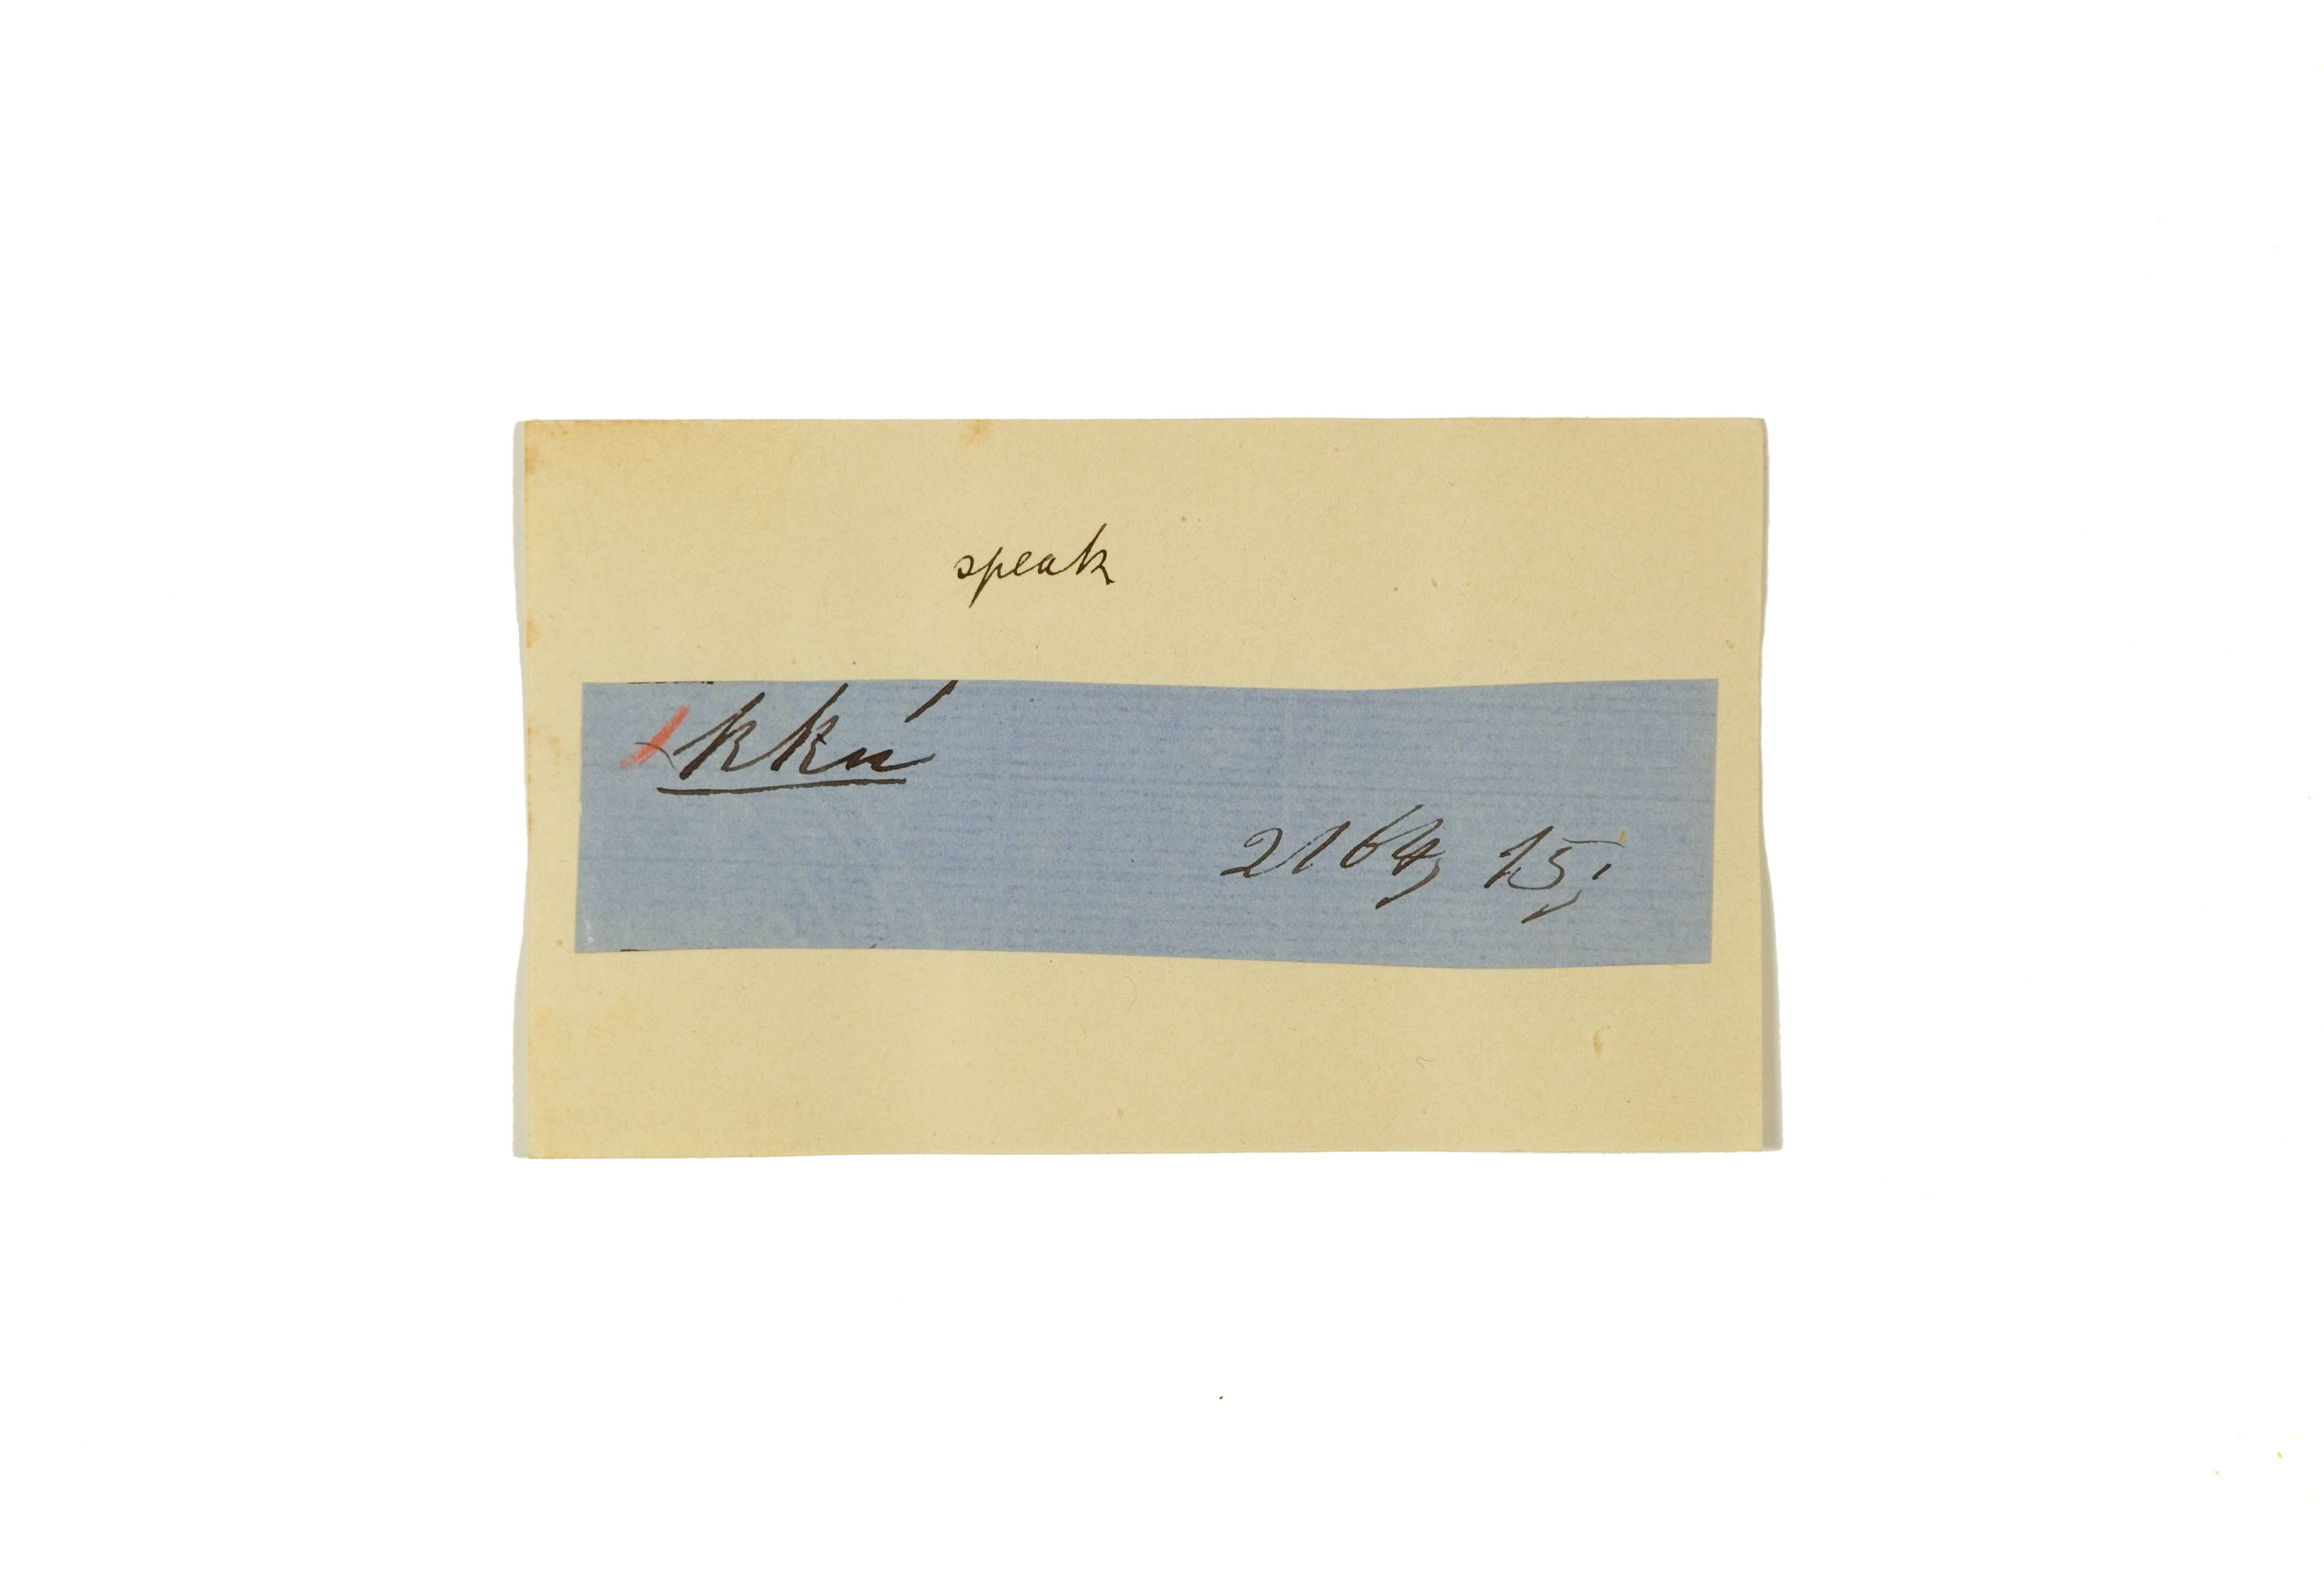 speak
kkú
2164, 15,